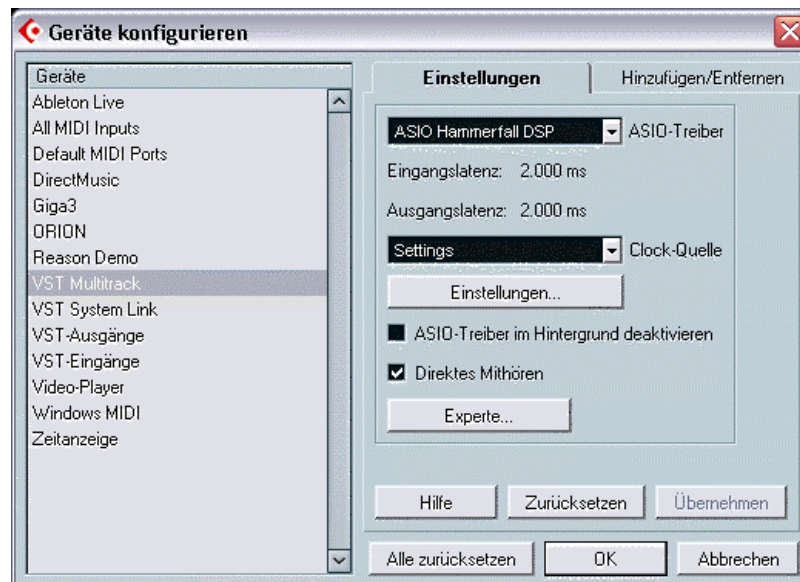 Geräte konfigurieren
Geräte
Ableton Live
All MIDI Inputs
Default MIDI Ports
DirectMusic
Giga3
ORION
Reason Demo
VST Multitrack
VST System Link
VST-Ausgänge
VST-Eingänge
Video-Player
Windows MIDI
Zeitanzeige
Einstellungen
Hinzufügen/Entfernen
ASIO Hammerfall DSP ASIO-Treiber
Eingangslatenz: 2.000 ms
Ausgangslatenz: 2.000 ms
Settings Clock-Quelle
Einstellungen...
ASIO-Treiber im Hintergrund deaktivieren
Direktes Mithören
Experte...
Hilfe Zurücksetzen Übernehmen
Alle zurücksetzen OK Abbrechen